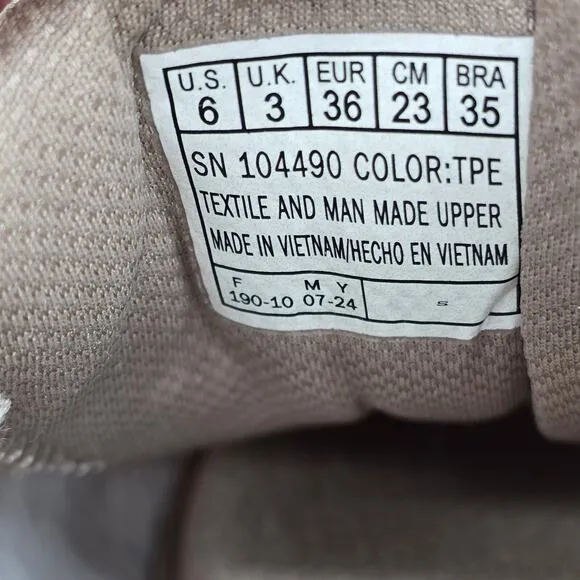 U.S. U.K. EUR CM BRA
6 3 36 23 35
SN 104490 COLOR:TPE
TEXTILE AND MAN MADE UPPER
MADE IN VIETNAM/HECHO EN VIETNAM
F M Y
190-10 07-24 S